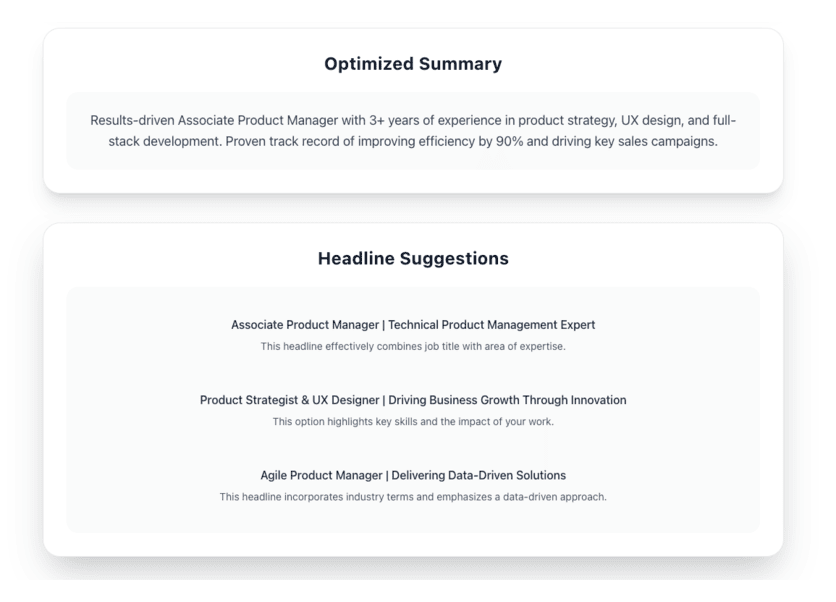 Optimized Summary
Results-driven Associate Product Manager with 3+ years of experience in product strategy, UX design, and full-
stack development. Proven track record of improving efficiency by 90% and driving key sales campaigns.
Headline Suggestions
Associate Product Manager | Technical Product Management Expert
This headline effectively combines job title with area of expertise.
Product Strategist & UX Designer | Driving Business Growth Through Innovation
This option highlights key skills and the impact of your work.
Agile Product Manager | Delivering Data-Driven Solutions
This headline incorporates industry terms and emphasizes a data-driven approach.